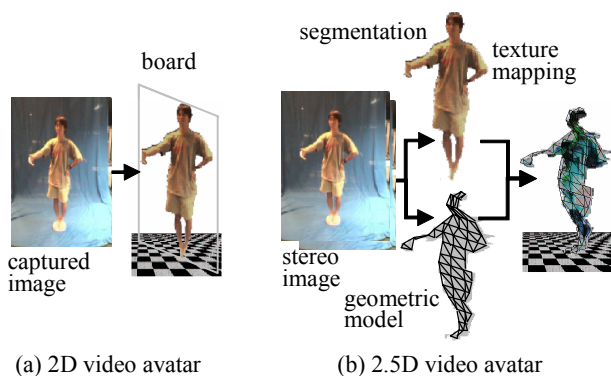 board
captured
image
(a) 2D video avatar
segmentation
texture
mapping
stereo
image
geometric
model
(b) 2.5D video avatar